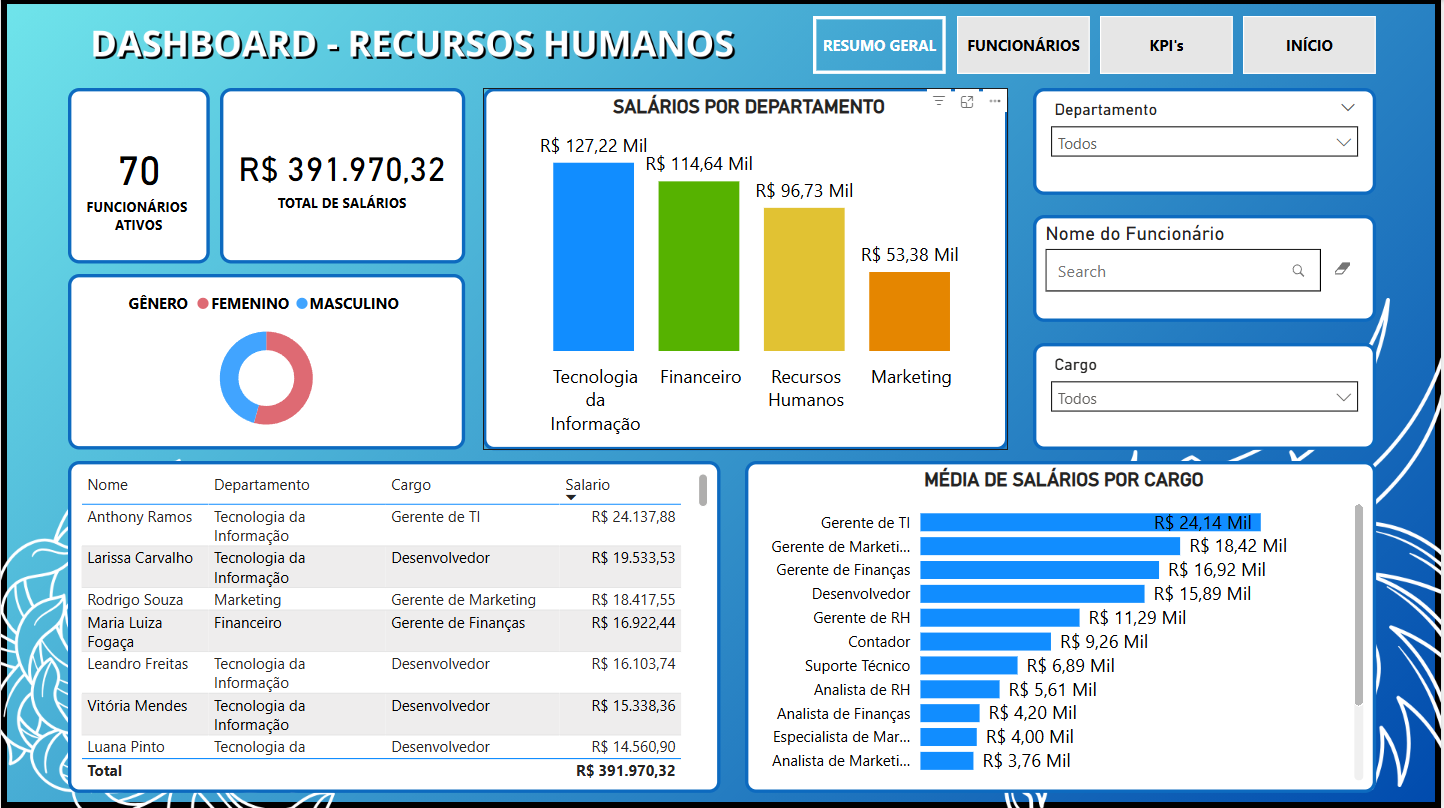 DASHBOARD - RECURSOS HUMANOS
RESUMO GERAL
FUNCIONÁRIOS
KPI's
INÍCIO
70
FUNCIONÁRIOS
ATIVOS
R$ 391.970,32
TOTAL DE SALÁRIOS
GÊNERO FEMENINO MASCULINO
SALÁRIOS POR DEPARTAMENTO
R$ 127,22 Mil
R$ 114,64 Mil
R$ 96,73 Mil
R$ 53,38 Mil
Tecnologia
da
Informação
Financeiro
Recursos
Humanos
Marketing
Departamento
Todos
Nome do Funcionário
Search
Cargo
Todos
Nome Departamento Cargo Salario
Anthony Ramos Tecnologia da Gerente de TI R$ 24.137,88
Informação
Larissa Carvalho Tecnologia da Desenvolvedor R$ 19.533,53
Informação
Rodrigo Souza Marketing Gerente de Marketing R$ 18.417,55
Maria Luiza Financeiro Gerente de Finanças R$ 16.922,44
Fogaça
Leandro Freitas Tecnologia da Desenvolvedor R$ 16.103,74
Informação
Vitória Mendes Tecnologia da Desenvolvedor R$ 15.338,36
Informação
Luana Pinto Tecnologia da Desenvolvedor R$ 14.560,90
Total R$ 391.970,32
MÉDIA DE SALÁRIOS POR CARGO
Gerente de TI R$ 24,14 Mil
Gerente de Marketi... R$ 18,42 Mil
Gerente de Finanças R$ 16,92 Mil
Desenvolvedor R$ 15,89 Mil
Gerente de RH R$ 11,29 Mil
Contador R$ 9,26 Mil
Suporte Técnico R$ 6,89 Mil
Analista de RH R$ 5,61 Mil
Analista de Finanças R$ 4,20 Mil
Especialista de Mar... R$ 4,00 Mil
Analista de Marketi... R$ 3,76 Mil